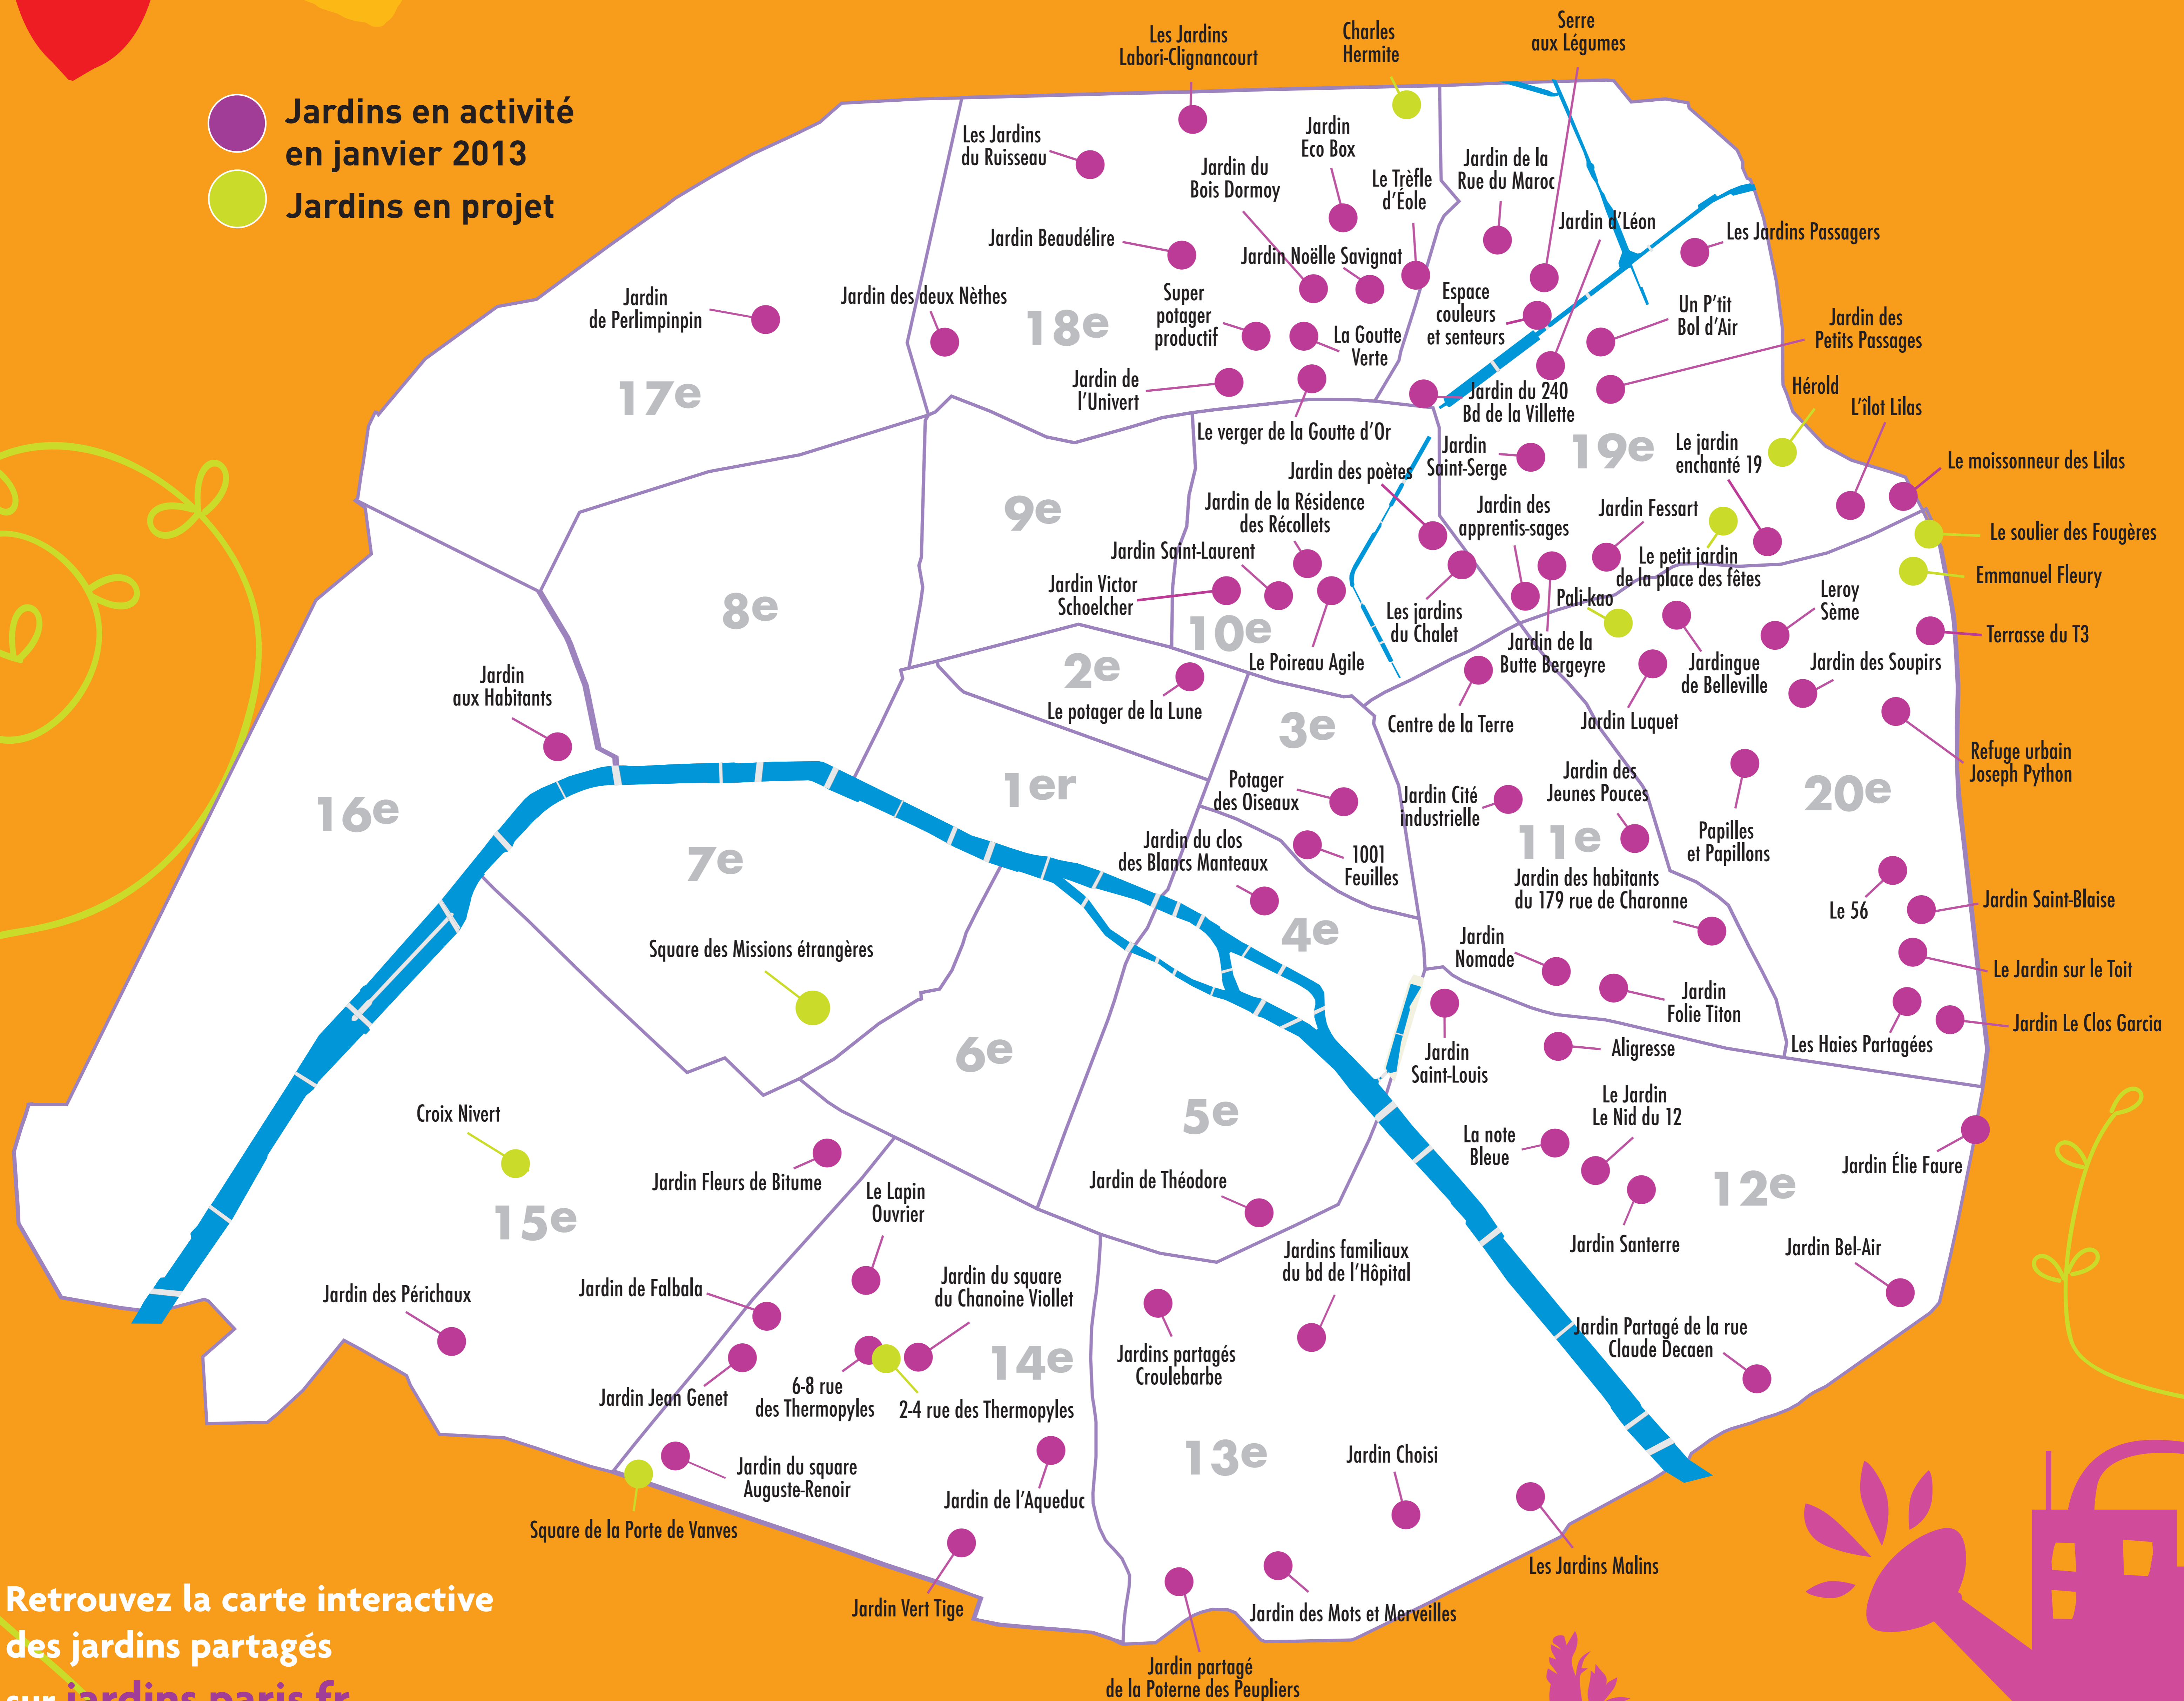 Jardins en activité
en janvier 2013
Jardins en projet
Les Jardins
Labori-Clignancourt
Charles
Hermite
Serre
aux Légumes
Les Jardins
du Ruisseau
Jardin
Eco Box
Jardin du
Bois Dormoy
Le Trèfle
d'Éole
Jardin de la
Rue du Maroc
Jardin d'Léon
Les Jardins Passagers
Jardin Beaudélire
Jardin Noëlle Savignat
Jardin
de Perlimpinpin
Jardin des deux Nèthes
18e
Super
potager
productif
La Goutte
Verte
Espace
couleurs
et senteurs
Un P'tit
Bol d'Air
Jardin des
Petits Passages
17e
Jardin de
l'Univert
Jardin du 240
Bd de la Villette
Hérold
L'îlot Lilas
Le verger de la Goutte d'Or
Jardin
Saint-Serge
19e
Le jardin
enchanté 19
Le moissonneur des Lilas
Jardin des poètes
9e
Jardin de la Résidence
des Récollets
Jardin des
apprentis-sages
Jardin Fessart
Le soulier des Fougères
Jardin Saint-Laurent
Le petit jardin
de la place des fêtes
Emmanuel Fleury
Jardin Victor
Schoelcher
8e
10e
Les jardins
du Chalet
Pali-kao
Leroy
Sème
Terrasse du T3
Le Poireau Agile
Jardin de la
Butte Bergeyre
Jardingue
de Belleville
Jardin des Soupirs
2e
Jardin
aux Habitants
Le potager de la Lune
3e
Centre de la Terre
Jardin Luquet
Refuge urbain
Joseph Python
16e
1er
Potager
des Oiseaux
Jardin Cité
industrielle
Jardin des
Jeunes Pouces
20e
11e
Papilles
et Papillons
7e
Jardin du clos
des Blancs Manteaux
1001
Feuilles
Jardin des habitants
du 179 rue de Charonne
Le 56
Jardin Saint-Blaise
4e
Square des Missions étrangères
Jardin
Nomade
Le Jardin sur le Toit
Jardin
Folie Titon
Les Haies Partagées
Jardin Le Clos Garcia
6e
Jardin
Saint-Louis
Aligresse
Croix Nivert
5e
Le Jardin
Le Nid du 12
La note
Bleue
Jardin Élie Faure
Jardin Fleurs de Bitume
Jardin de Théodore
12e
15e
Le Lapin
Ouvrier
Jardin Santerre
Jardin Bel-Air
Jardin des Périchaux
Jardin de Falbala
Jardin du square
du Chanoine Viollet
Jardins familiaux
du bd de l'Hôpital
Jardin Partagé de la rue
Claude Decaen
14e
Jardins partagés
Croulebarbe
Jardin Jean Genet
6-8 rue
des Thermopyles
2-4 rue des Thermopyles
13e
Jardin Choisi
Jardin du square
Auguste-Renoir
Jardin de l'Aqueduc
Square de la Porte de Vanves
Les Jardins Malins
Jardin Vert Tige
Jardin des Mots et Merveilles
Jardin partagé
de la Poterne des Peupliers
Retrouvez la carte interactive
des jardins partagés
sur jardins.paris.fr